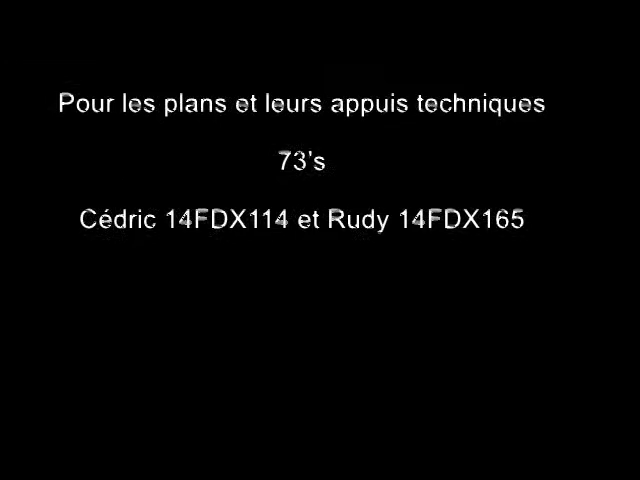 Pour les plans et leurs appuis techniques
73's
Cédric 14FDX114 et Rudy 14FDX165